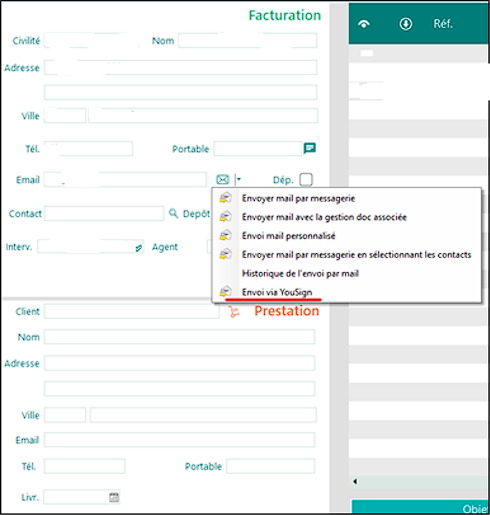 Facturation
Civilité Nom
Adresse
Ville
Tél. Portable
Email Dép.
Contact Depôt
Interv. Agent
Envoyer mail par messagerie
Envoyer mail avec la gestion doc associée
Envoi mail personnalisé
Envoyer mail par messagerie en sélectionnant les contacts
Historique de l'envoi par mail
Envoi via YouSign
Client Prestation
Nom
Adresse
Ville
Email
Tél. Portable
Livr.
Réf.
Obje